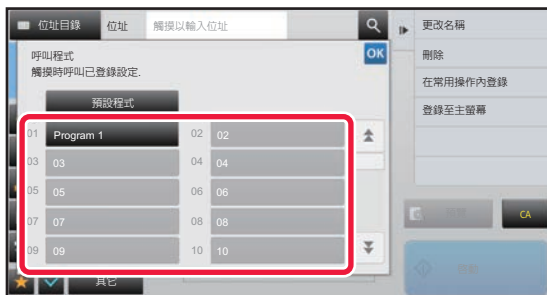 位址目錄 位址 觸摸以輸入位址
更改名稱
呼叫程式 OK
刪除
觸摸時呼叫已登錄設定.
在常用操作內登錄
預設程式
登錄至主螢幕
01 Program 1 02 02
03 03 04 04
05 05 06 06
07 07 08 08
CA
09 09 10 10
其它